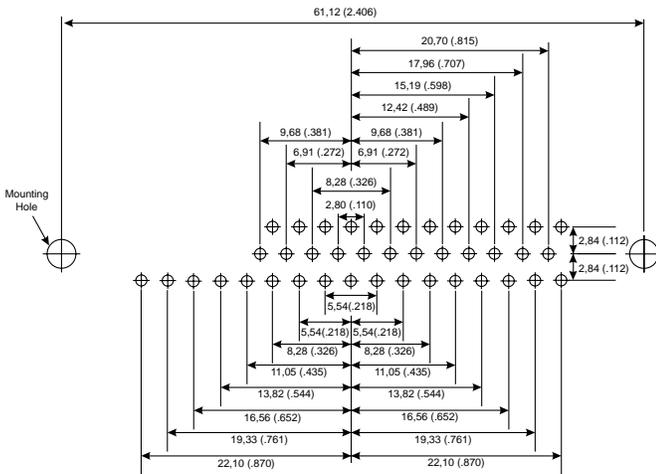 61,12 (2.406)
20,70 (.815)
17,96 (.707)
15,19 (.598)
12,42 (.489)
9,68 (.381) 9,68 (.381)
6,91 (.272) 6,91 (.272)
8,28 (.326)
Mounting
Hole
2,80 (.110)
2,84 (.112)
2,84 (.112)
5,54 (.218)
5,54(.218) 5,54(.218)
8,28 (.326) 8,28 (.326)
11,05 (.435) 11,05 (.435)
13,82 (.544) 13,82 (.544)
16,56 (.652) 16,56 (.652)
19,33 (.761) 19,33 (.761)
22,10 (.870) 22,10 (.870)